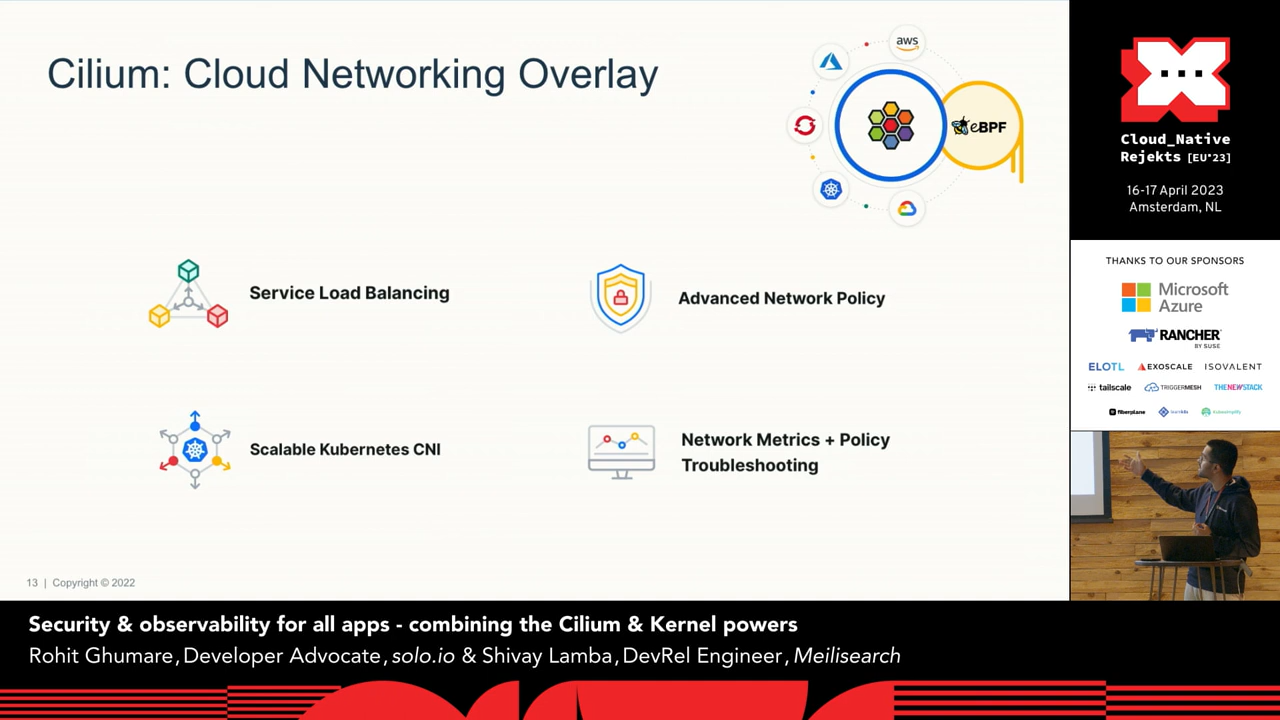 Cilium: Cloud Networking Overlay
aws
eBPF
Service Load Balancing
Advanced Network Policy
Scalable Kubernetes CNI
Network Metrics + Policy
Troubleshooting
13 | Copyright © 2022
Cloud_Native
Rejekts [EU"23]
16-17 April 2023
Amsterdam, NL
THANKS TO OUR SPONSORS
Microsoft
Azure
RANCHER
BY SUSE
ELOTL EXOSCALE ISOVALENT
tailscale TRIGGERMESH THENEWSTACK
fiberplane kubesimplify
Security & observability for all apps - combining the Cilium & Kernel powers
Rohit Ghumare, Developer Advocate, solo.io & Shivay Lamba, DevRel Engineer, Meilisearch